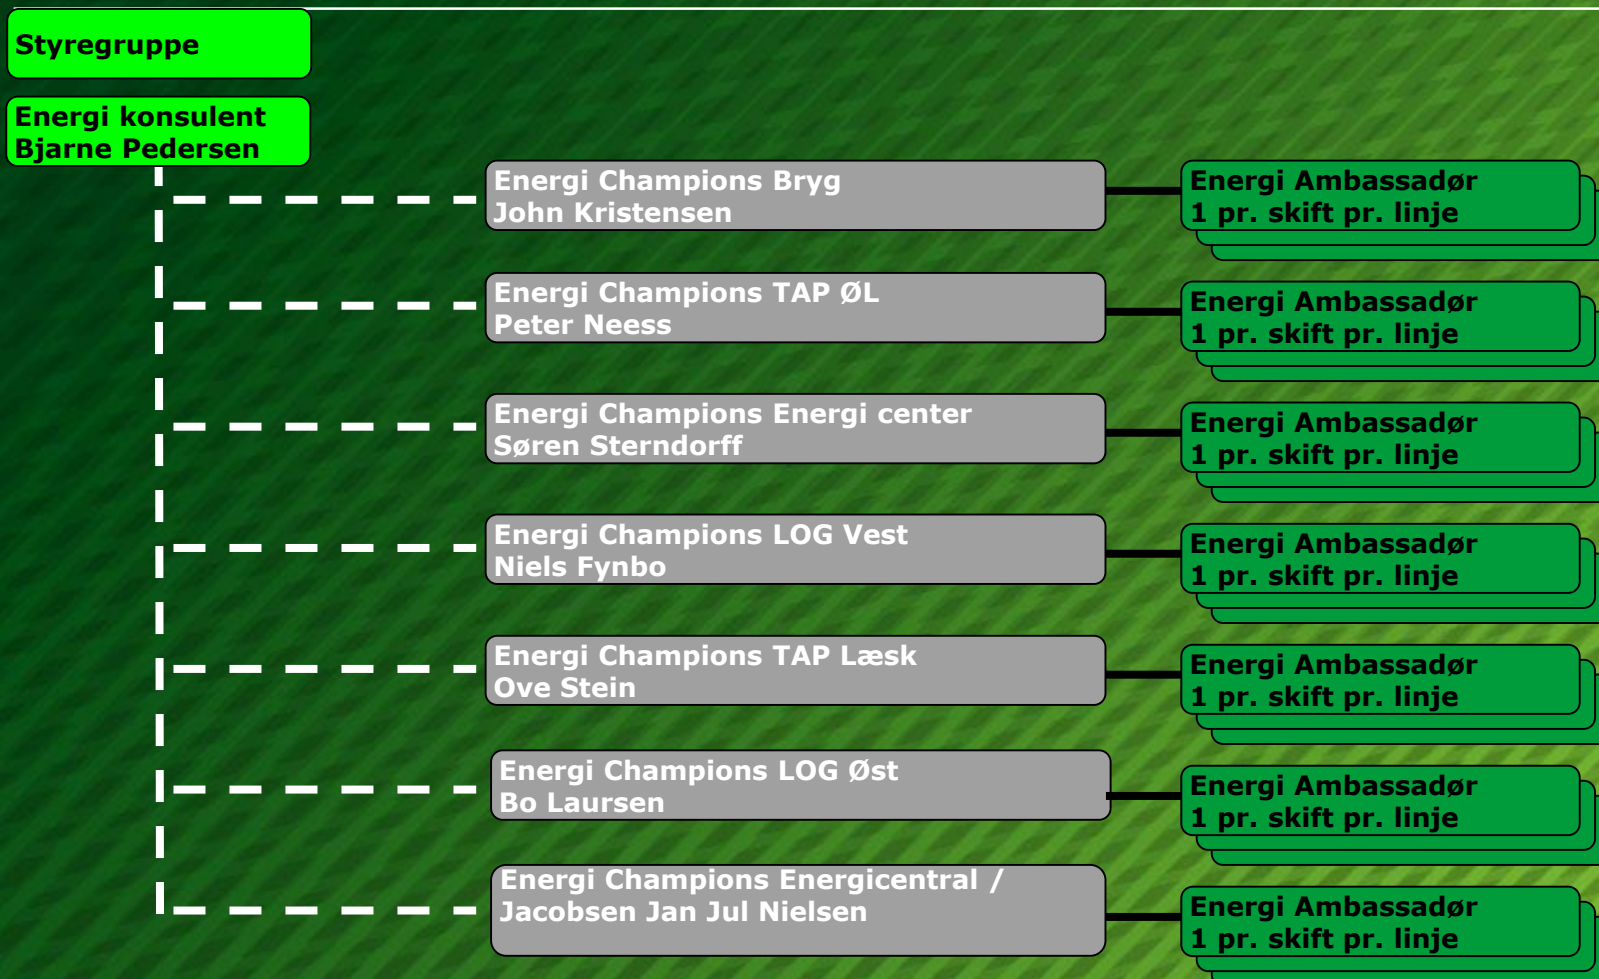 Styregruppe
Energi konsulent
Bjarne Pedersen
Energi Champions Bryg
John Kristensen
Energi Ambassadør
1 pr. skift pr. linje
Energi Champions TAP ØL
Peter Neess
Energi Ambassadør
1 pr. skift pr. linje
Energi Champions Energi center
Søren Sterndorff
Energi Ambassadør
1 pr. skift pr. linje
Energi Champions LOG Vest
Niels Fynbo
Energi Ambassadør
1 pr. skift pr. linje
Energi Champions TAP Læsk
Ove Stein
Energi Ambassadør
1 pr. skift pr. linje
Energi Champions LOG Øst
Bo Laursen
Energi Ambassadør
1 pr. skift pr. linje
Energi Champions Energicentral /
Jacobsen Jan Jul Nielsen
Energi Ambassadør
1 pr. skift pr. linje